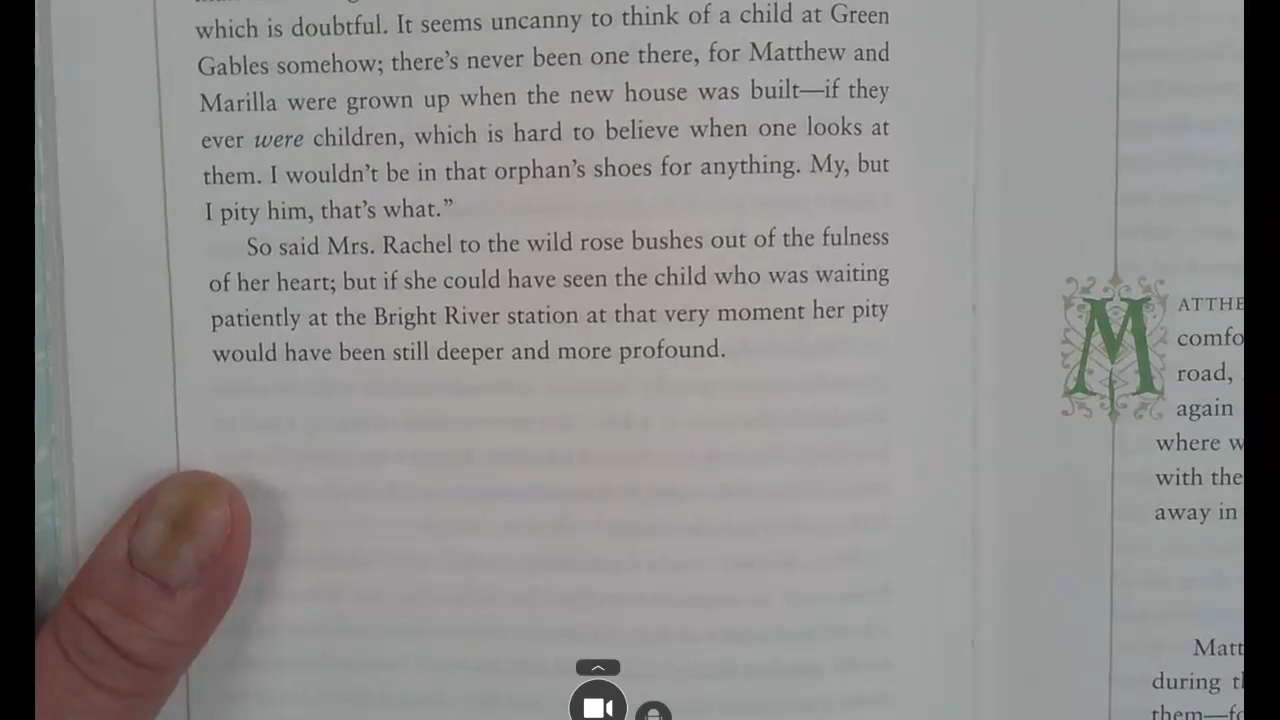 which is doubtful. It seems uncanny to think of a child at Green
Gables somehow; there's never been one there, for Matthew and
Marilla were grown up when the new house was built—if they
ever were children, which is hard to believe when one looks at
them. I wouldn't be in that orphan's shoes for anything. My, but
I pity him, that's what.”
So said Mrs. Rachel to the wild rose bushes out of the fulness
of her heart; but if she could have seen the child who was waiting
patiently at the Bright River station at that very moment her pity
would have been still deeper and more profound.
MATTHE
comfo
road,
again
where w
with the
away in
Matt
during t
them—fo